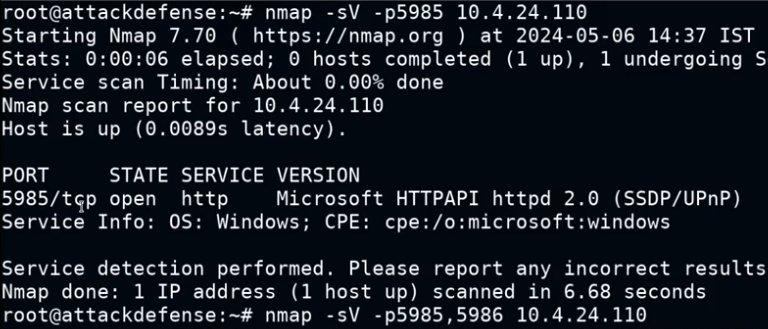 root@attackdefense:~# nmap -sV -p5985 10.4.24.110
Starting Nmap 7.70 ( https://nmap.org ) at 2024-05-06 14:37 IST
Stats: 0:00:06 elapsed; 0 hosts completed (1 up), 1 undergoing S
Service scan Timing: About 0.00% done
Nmap scan report for 10.4.24.110
Host is up (0.0089s latency).
PORT     STATE SERVICE VERSION
5985/tcp open  http    Microsoft HTTPAPI httpd 2.0 (SSDP/UPnP)
Service Info: OS: Windows; CPE: cpe:/o:microsoft:windows
Service detection performed. Please report any incorrect results
Nmap done: 1 IP address (1 host up) scanned in 6.68 seconds
root@attackdefense:~# nmap -sV -p5985,5986 10.4.24.110